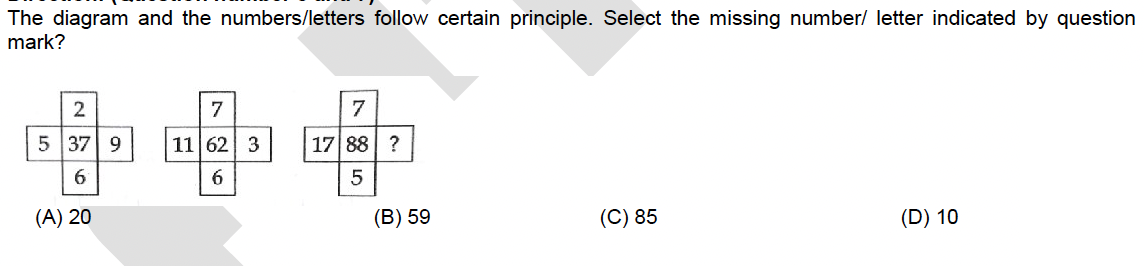 The diagram and the numbers/letters follow certain principle. Select the missing number/ letter indicated by question
mark?
2 7 7
5 37 9 11 62 3 17 88 ?
6 6 5
(A) 20 (B) 59 (C) 85 (D) 10